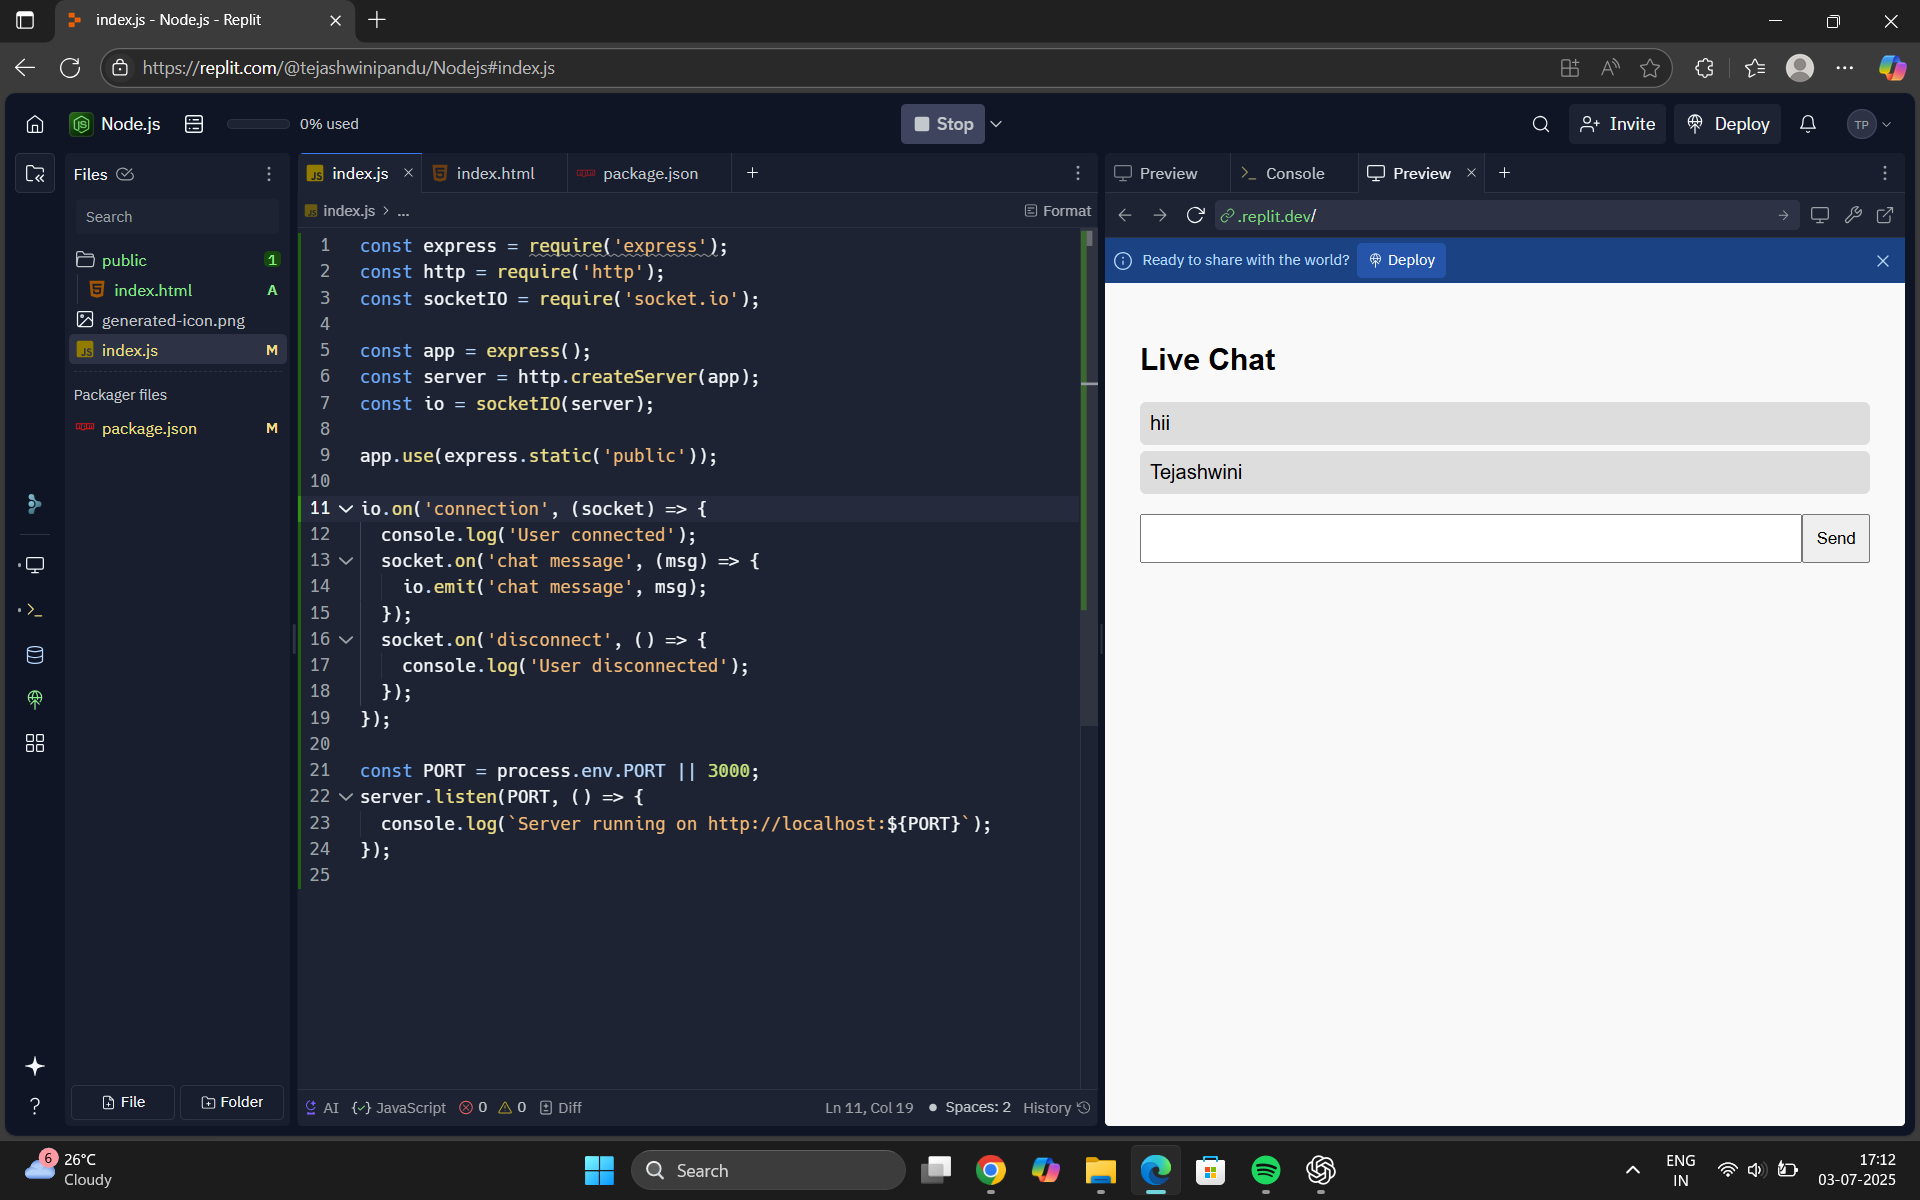 index.js - Node.js - Replit
https://replit.com/@tejashwinipandu/Nodejs#index.js
Node.js
0% used
Stop
Invite
Deploy
TP
Files
Search
public
1
index.html
A
generated-icon.png
index.js
M
Packager files
package.json
M
File
Folder
index.js
index.html
package.json
index.js > ...
Format
1 const express = require('express');
2 const http = require('http');
3 const socketIO = require('socket.io');
4
5 const app = express();
6 const server = http.createServer(app);
7 const io = socketIO(server);
8
9 app.use(express.static('public'));
10
11 io.on('connection', (socket) => {
12 console.log('User connected');
13 socket.on('chat message', (msg) => {
14 io.emit('chat message', msg);
15 });
16 socket.on('disconnect', () => {
17 console.log('User disconnected');
18 });
19 });
20
21 const PORT = process.env.PORT || 3000;
22 server.listen(PORT, () => {
23 console.log(`Server running on http://localhost:${PORT}`);
24 });
25
AI
JavaScript
0
0
Diff
Ln 11, Col 19
Spaces: 2
History
Preview
Console
Preview
.replit.dev/
Ready to share with the world?
Deploy
Live Chat
hii
Tejashwini
Send
6
26°C
Cloudy
Search
ENG
IN
17:12
03-07-2025